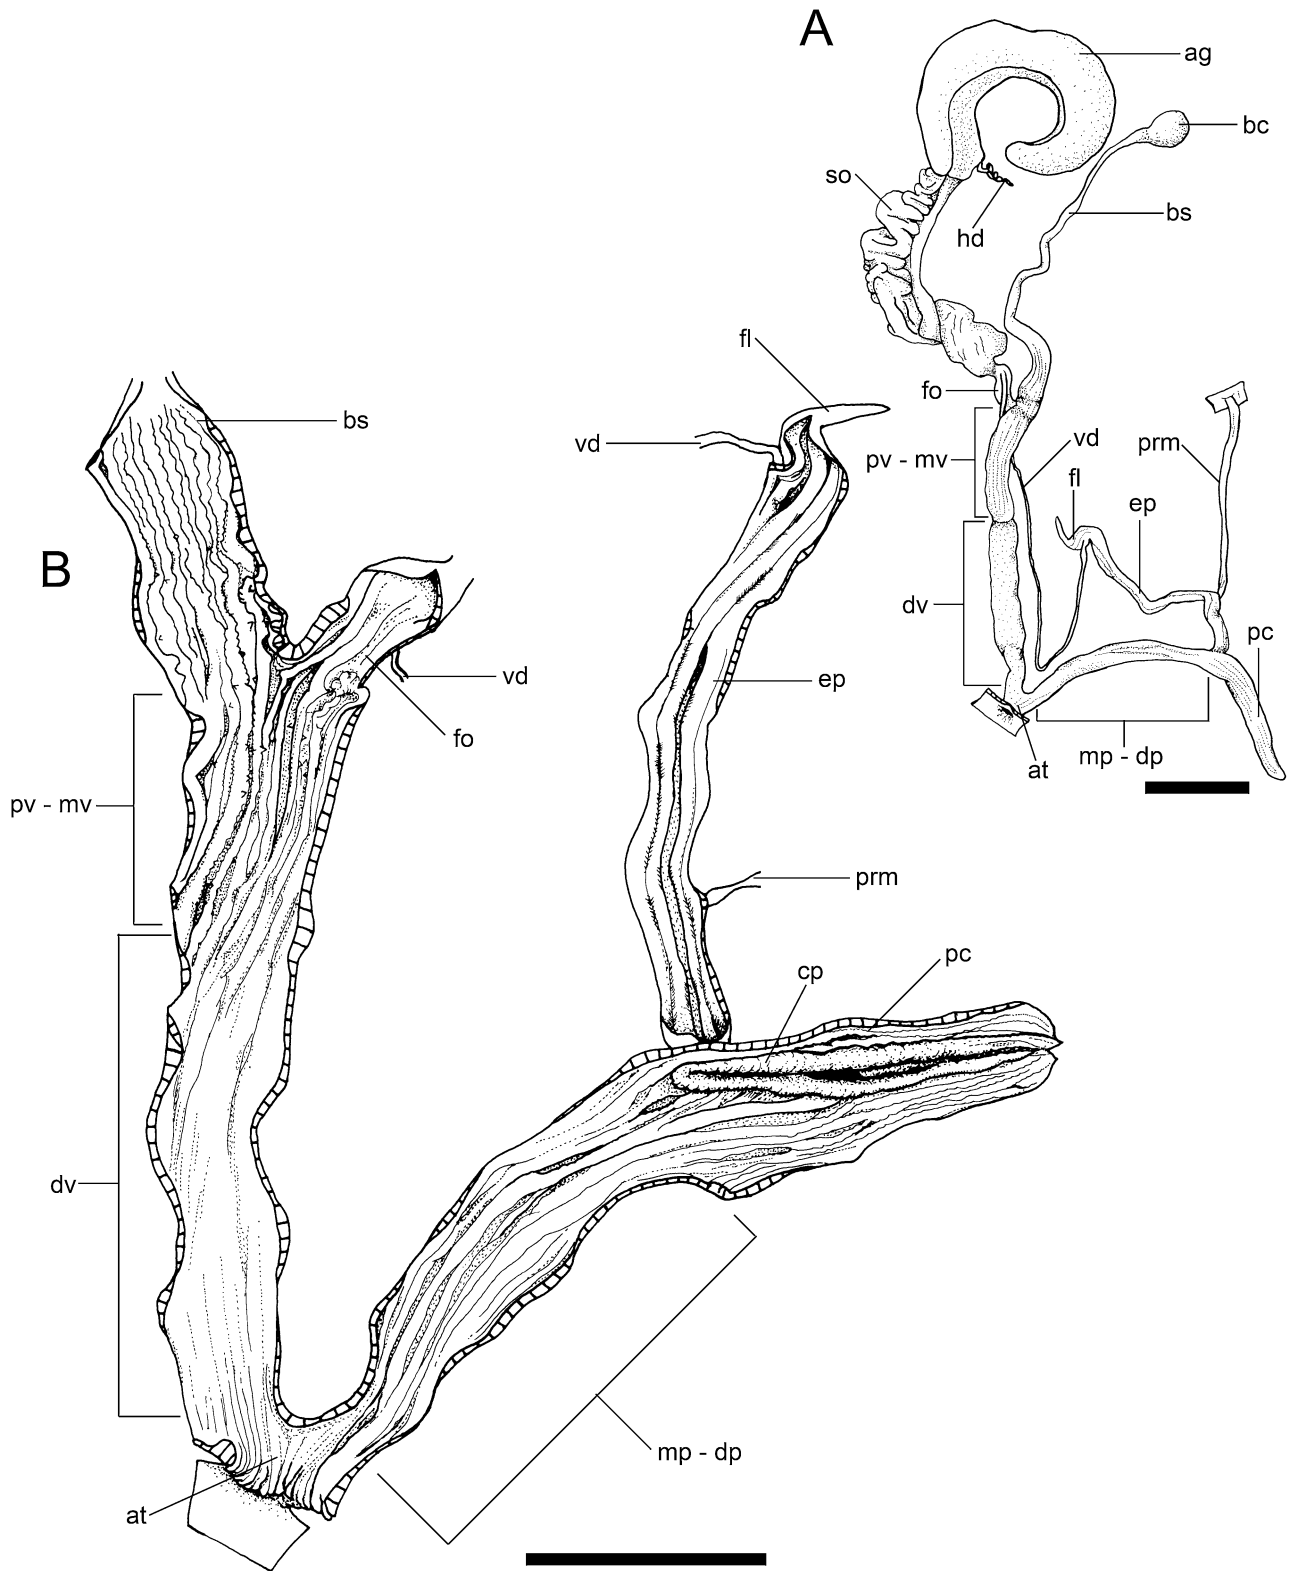 A
ag
bc
so
bs
hd
fl
fo
bs
vd
pv - mv
vd
prm
fl
ep
B
dv
pc
vd
ep
fo
mp - dp
at
pv - mv
prm
cp
pc
dv
mp - dp
at